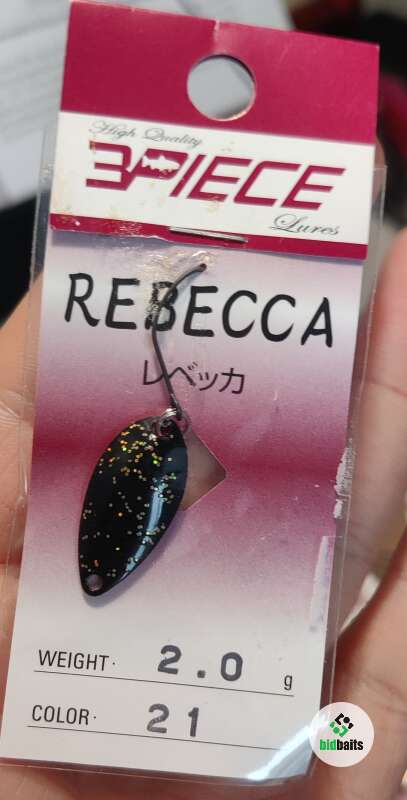 High Quality
3PIECE
Lures
REBECCA
レベッカ
WEIGHT· 2.0 g
COLOR· 21
bidbaits